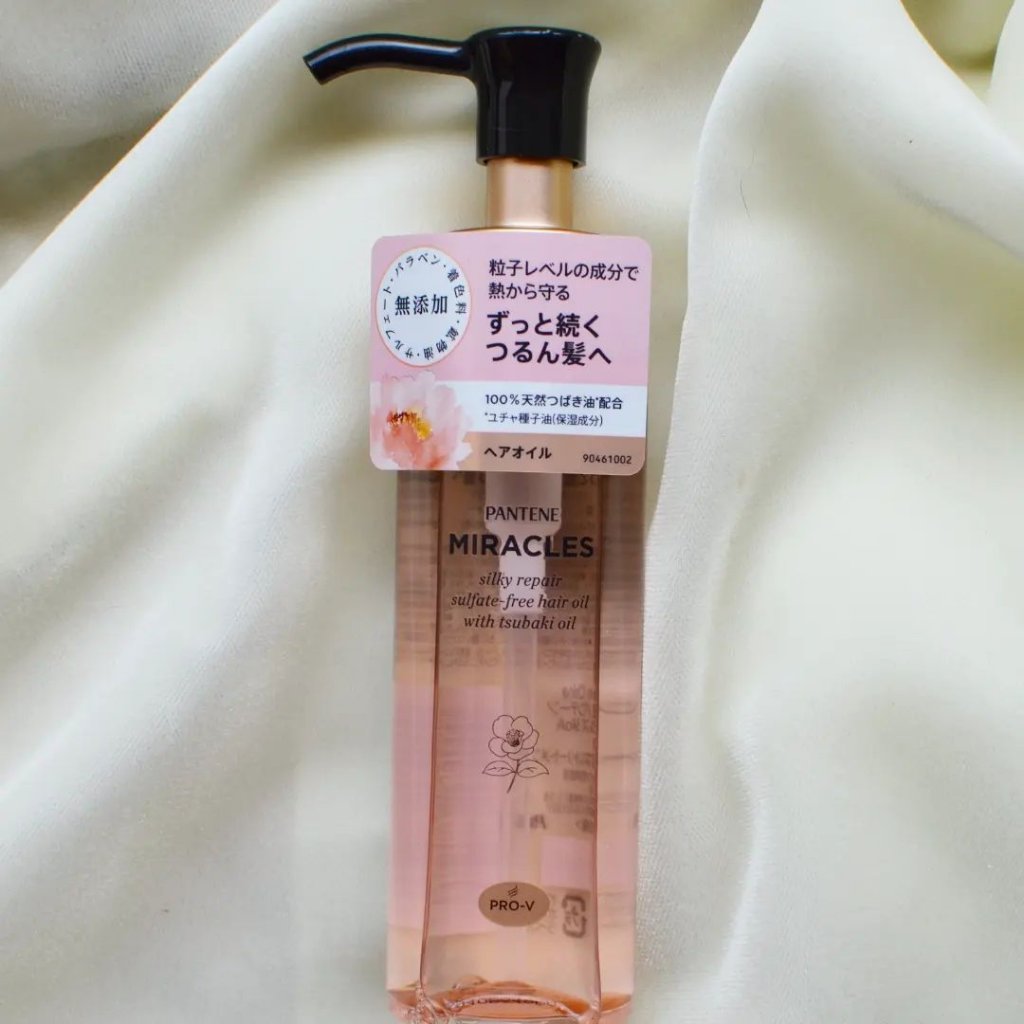 サルフェート・パラベン・着色料・鉱物油・
無添加
粒子レベルの成分で
熱から守る
ずっと続く
つるん髪へ
100%天然つばき油*配合
*ユチャ種子油(保湿成分)
ヘアオイル
90461002
PANTENE
MIRACLES
silky repair
sulfate-free hair oil
with tsubaki oil
PRO-V